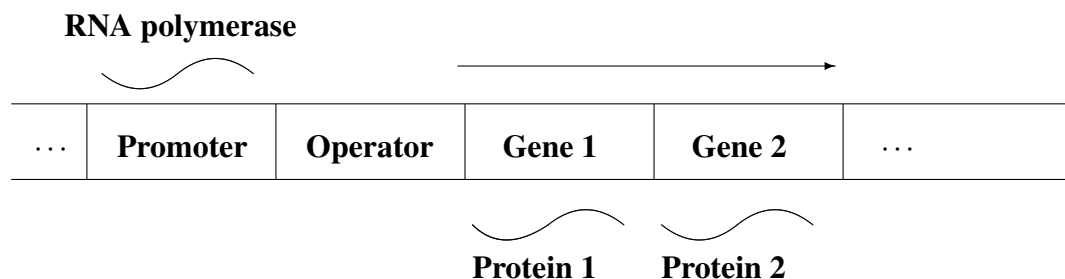 RNA polymerase
... Promoter Operator Gene 1 Gene 2 ...
Protein 1 Protein 2